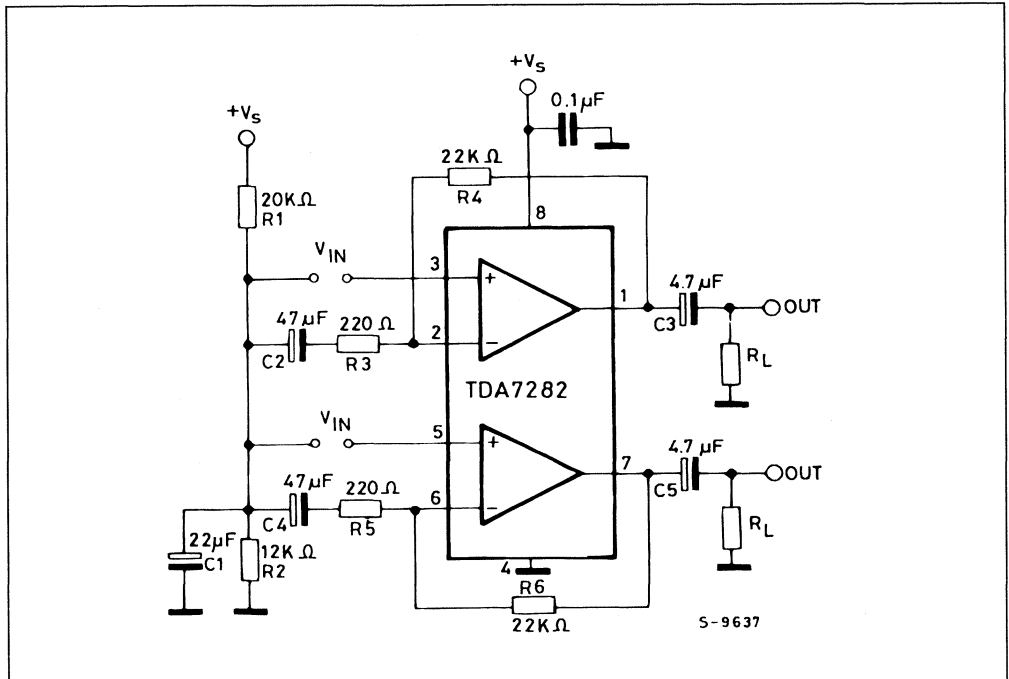 +VS
+VS
0.1µF
22KΩ
R4
20KΩ
R1
8
VIN
3
+
4.7µF
1
C3
OUT
47µF
220Ω
2
−
C2
R3
RL
TDA7282
VIN
5
+
4.7µF
7
C5
OUT
47µF
220Ω
6
−
C4
R5
RL
22µF
C1
12KΩ
R2
4
R6
22KΩ
S-9637